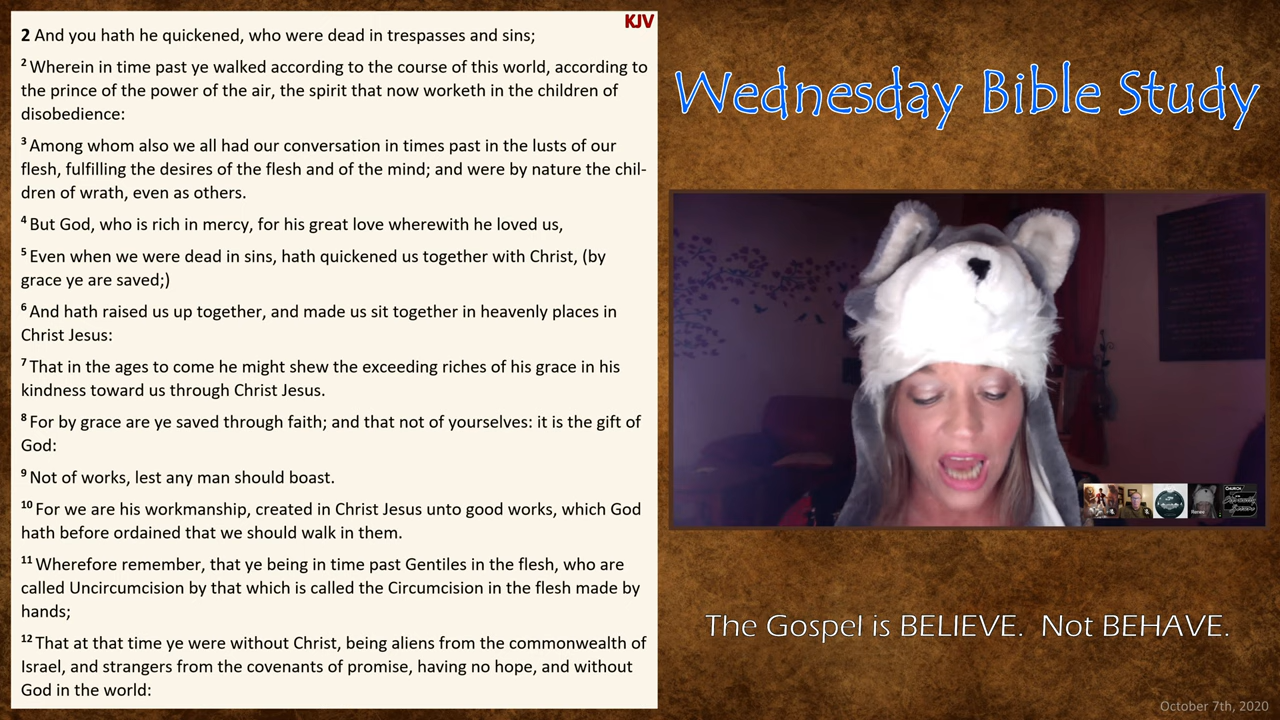 KJV
2 And you hath he quickened, who were dead in trespasses and sins;
2 Wherein in time past ye walked according to the course of this world, according to
the prince of the power of the air, the spirit that now worketh in the children of
disobedience:
3 Among whom also we all had our conversation in times past in the lusts of our
flesh, fulfilling the desires of the flesh and of the mind; and were by nature the chil-
dren of wrath, even as others.
4 But God, who is rich in mercy, for his great love wherewith he loved us,
5 Even when we were dead in sins, hath quickened us together with Christ, (by
grace ye are saved;)
6 And hath raised us up together, and made us sit together in heavenly places in
Christ Jesus:
7 That in the ages to come he might shew the exceeding riches of his grace in his
kindness toward us through Christ Jesus.
8 For by grace are ye saved through faith; and that not of yourselves: it is the gift of
God:
9 Not of works, lest any man should boast.
10 For we are his workmanship, created in Christ Jesus unto good works, which God
hath before ordained that we should walk in them.
11 Wherefore remember, that ye being in time past Gentiles in the flesh, who are
called Uncircumcision by that which is called the Circumcision in the flesh made by
hands;
12 That at that time ye were without Christ, being aliens from the commonwealth of
Israel, and strangers from the covenants of promise, having no hope, and without
God in the world:
Wednesday Bible Study
Renee
CHURCH
The Gospel is BELIEVE. Not BEHAVE.
October 7th, 2020